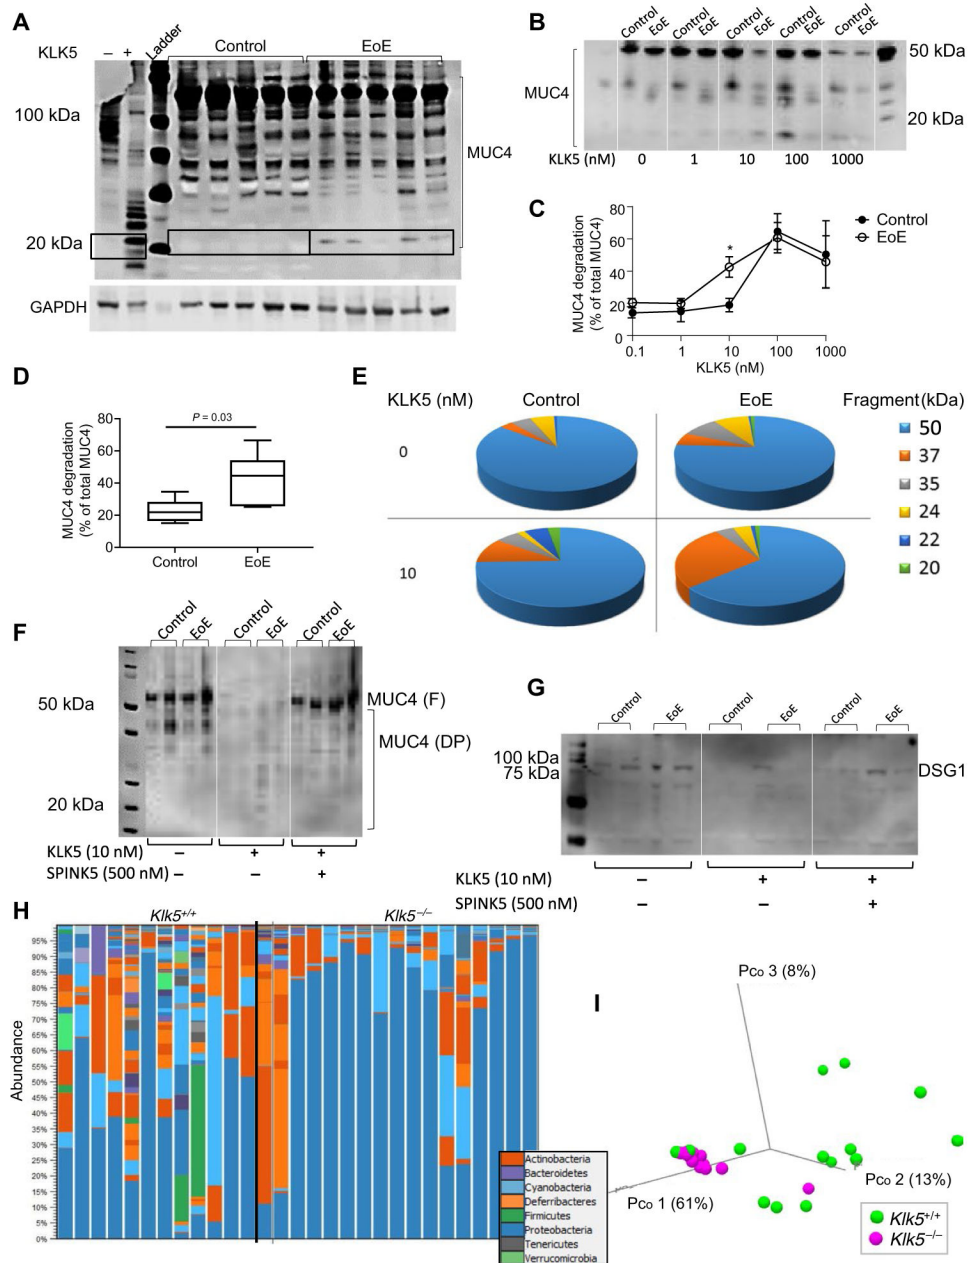 A
KLK5 – + Ladder Control EoE
100 kDa
MUC4
20 kDa
GAPDH
B
Control EoE Control EoE Control EoE Control EoE Control EoE
50 kDa
MUC4
20 kDa
KLK5 (nM) 0 1 10 100 1000
C
MUC4 degradation
(% of total MUC4)
80
60
40
20
0
*
Control
EoE
0.1 1 10 100 1000
KLK5 (nM)
D
MUC4 degradation
(% of total MUC4)
80
60
40
20
0
P = 0.03
Control EoE
E
KLK5 (nM) Control EoE Fragment (kDa)
0
10
50
37
35
24
22
20
F
Control EoE Control EoE Control EoE
50 kDa
MUC4 (F)
MUC4 (DP)
20 kDa
KLK5 (10 nM) – + +
SPINK5 (500 nM) – – +
G
Control EoE Control EoE Control EoE
100 kDa
75 kDa
DSG1
KLK5 (10 nM) – + +
SPINK5 (500 nM) – – +
H
Klk5+/+ Klk5–/–
Abundance
95%
90%
85%
80%
75%
70%
65%
60%
55%
50%
45%
40%
35%
30%
25%
20%
15%
10%
5%
0%
Actinobacteria
Bacteroidetes
Cyanobacteria
Deferribacteres
Firmicutes
Proteobacteria
Tenericutes
Verrucomicrobia
I
PCo 3 (8%)
PCo 1 (61%)
PCo 2 (13%)
Klk5+/+
Klk5–/–